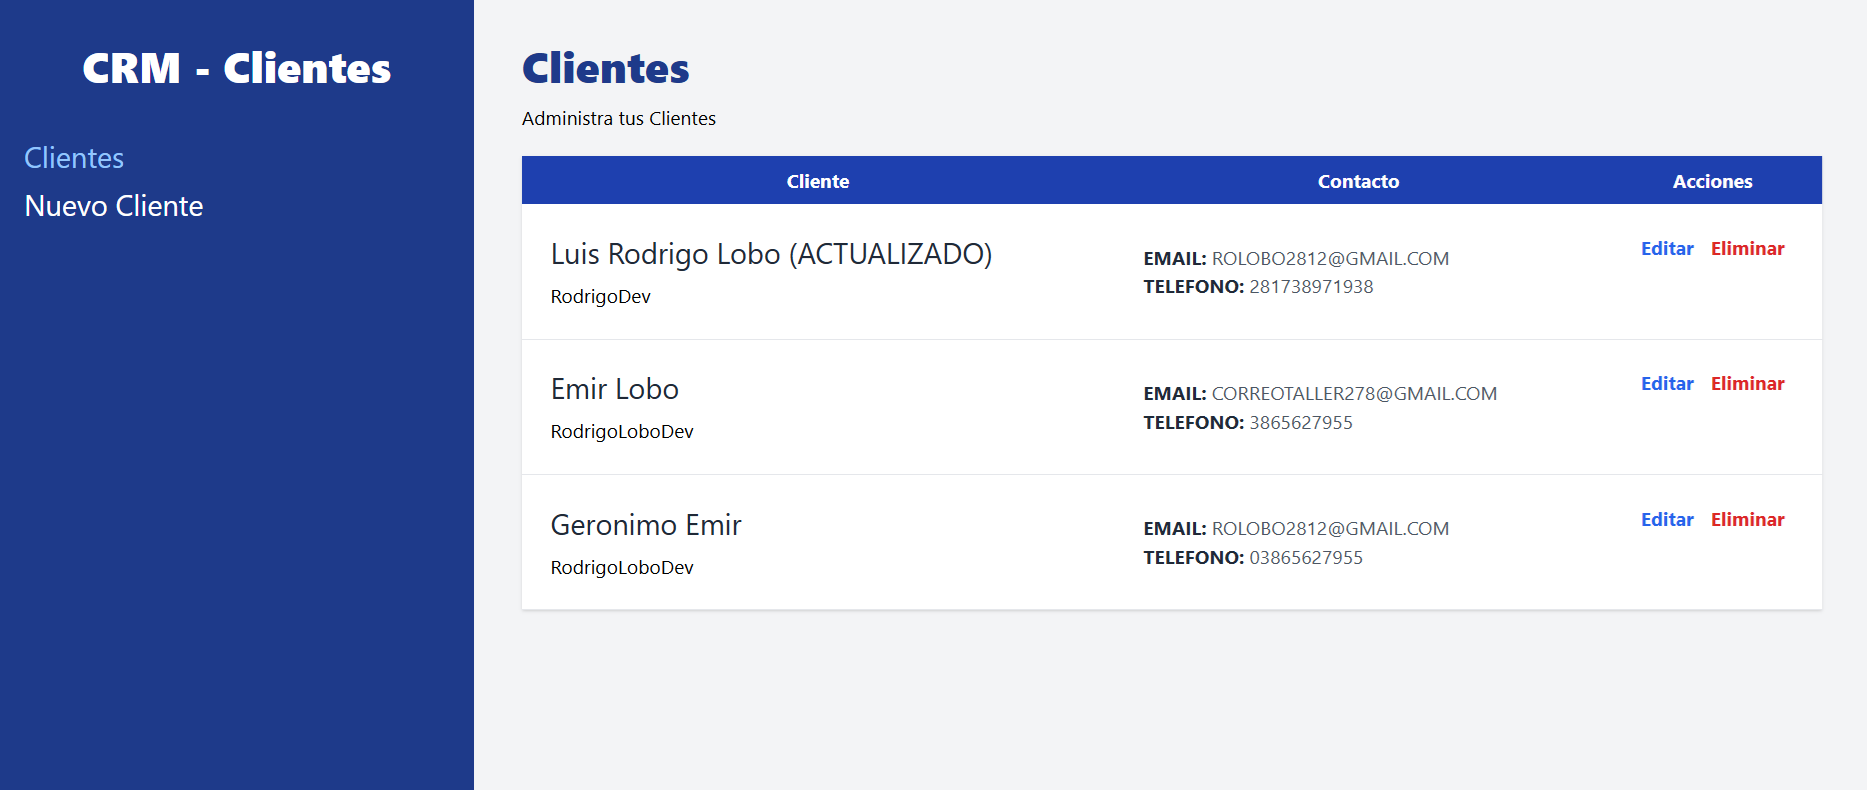 CRM - Clientes
Clientes
Nuevo Cliente
Clientes
Administra tus Clientes
Cliente Contacto Acciones
Luis Rodrigo Lobo (ACTUALIZADO)
RodrigoDev
EMAIL: ROLOBO2812@GMAIL.COM
TELEFONO: 281738971938
Editar Eliminar
Emir Lobo
RodrigoLoboDev
EMAIL: CORREOTALLER278@GMAIL.COM
TELEFONO: 3865627955
Editar Eliminar
Geronimo Emir
RodrigoLoboDev
EMAIL: ROLOBO2812@GMAIL.COM
TELEFONO: 03865627955
Editar Eliminar